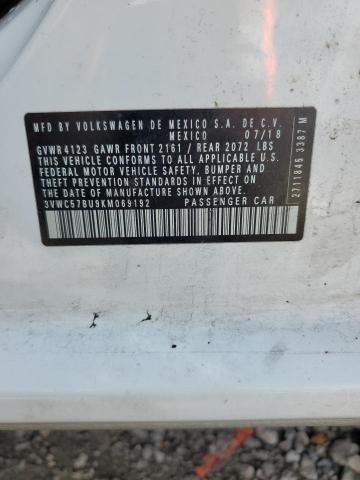 MFD BY VOLKSWAGEN DE MEXICO S.A. DE C.V.
MEXICO 07/18
GVWR 4123 GAWR FRONT 2161 / REAR 2072 LBS
THIS VEHICLE CONFORMS TO ALL APPLICABLE U.S.
FEDERAL MOTOR VEHICLE SAFETY, BUMPER AND
THEFT PREVENTION STANDARDS IN EFFECT ON
THE DATE OF MANUFACTURE SHOWN ABOVE
3VWC57BU9KM069192 PASSENGER CAR
2711845 3387 M